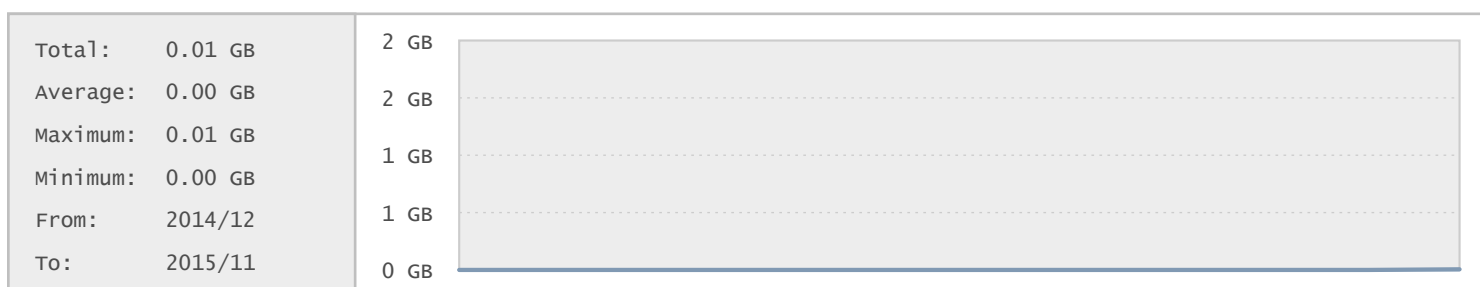 Total: 0.01 GB
Average: 0.00 GB
Maximum: 0.01 GB
Minimum: 0.00 GB
From: 2014/12
To: 2015/11
2 GB
2 GB
1 GB
1 GB
0 GB